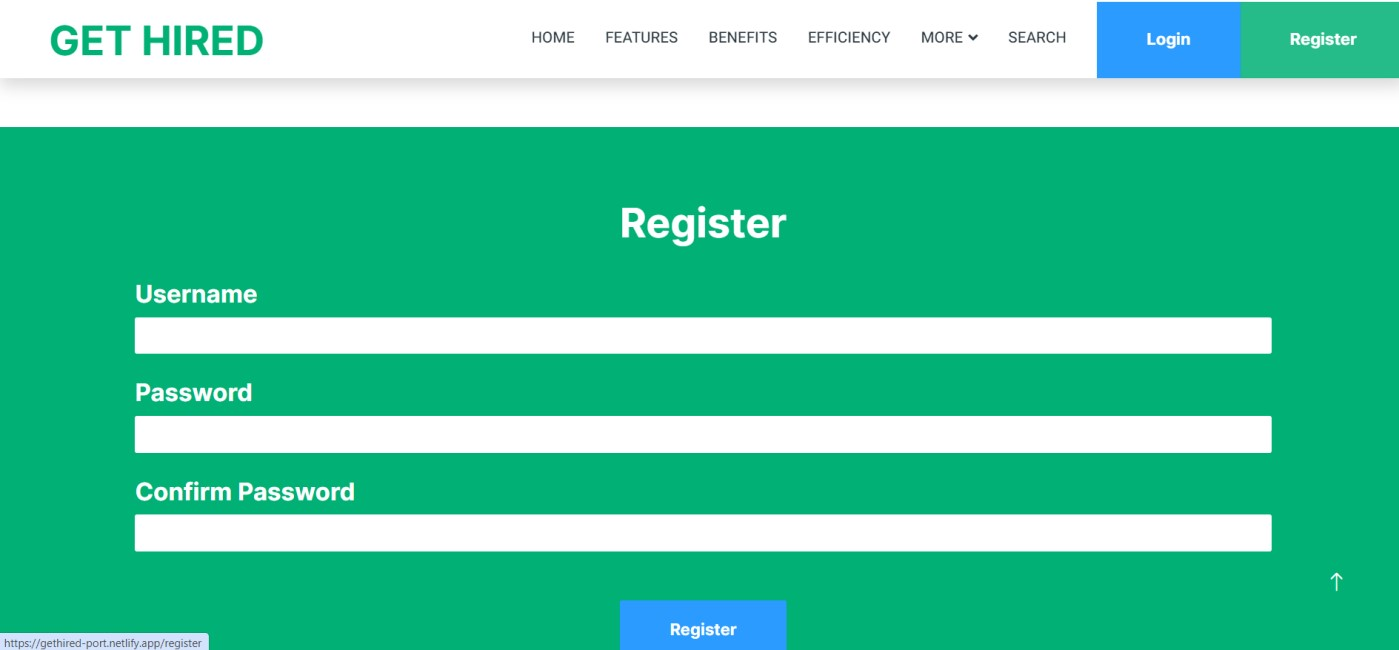 GET HIRED HOME FEATURES BENEFITS EFFICIENCY MORE SEARCH Login Register
Register
Username
Password
Confirm Password
↑
Register
https://gethired-port.netlify.app/register